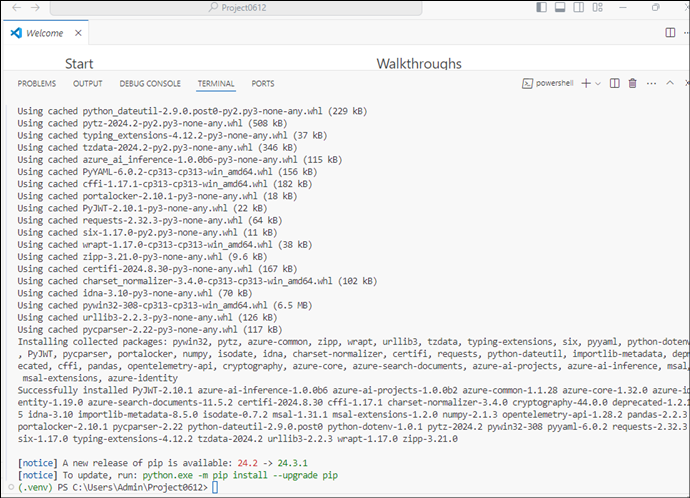 Project0612
Welcome
Start
Walkthroughs
PROBLEMS OUTPUT DEBUG CONSOLE TERMINAL PORTS
powershell
Using cached python_dateutil-2.9.0.post0-py2.py3-none-any.whl (229 kB)
Using cached pytz-2024.2-py2.py3-none-any.whl (508 kB)
Using cached typing_extensions-4.12.2-py3-none-any.whl (37 kB)
Using cached tzdata-2024.2-py2.py3-none-any.whl (346 kB)
Using cached azure_ai_inference-1.0.0b6-py3-none-any.whl (115 kB)
Using cached PyYAML-6.0.2-cp313-cp313-win_amd64.whl (156 kB)
Using cached cffi-1.17.1-cp313-cp313-win_amd64.whl (182 kB)
Using cached portalocker-2.10.1-py3-none-any.whl (18 kB)
Using cached PyJWT-2.10.1-py3-none-any.whl (22 kB)
Using cached requests-2.32.3-py3-none-any.whl (64 kB)
Using cached six-1.17.0-py2.py3-none-any.whl (11 kB)
Using cached wrapt-1.17.0-cp313-cp313-win_amd64.whl (38 kB)
Using cached zipp-3.21.0-py3-none-any.whl (9.6 kB)
Using cached certifi-2024.8.30-py3-none-any.whl (167 kB)
Using cached charset_normalizer-3.4.0-cp313-cp313-win_amd64.whl (102 kB)
Using cached idna-3.10-py3-none-any.whl (70 kB)
Using cached pywin32-308-cp313-cp313-win_amd64.whl (6.5 MB)
Using cached urllib3-2.2.3-py3-none-any.whl (126 kB)
Using cached pycparser-2.22-py3-none-any.whl (117 kB)
Installing collected packages: pywin32, pytz, azure-common, zipp, wrapt, urllib3, tzdata, typing-extensions, six, pyyaml, python-dotenv
, PyJWT, pycparser, portalocker, numpy, isodate, idna, charset-normalizer, certifi, requests, python-dateutil, importlib-metadata, depr
ecated, cffi, pandas, opentelemetry-api, cryptography, azure-core, azure-search-documents, azure-ai-projects, azure-ai-inference, msal,
msal-extensions, azure-identity
Successfully installed PyJWT-2.10.1 azure-ai-inference-1.0.0b6 azure-ai-projects-1.0.0b2 azure-common-1.1.28 azure-core-1.32.0 azure-id
entity-1.19.0 azure-search-documents-11.5.2 certifi-2024.8.30 cffi-1.17.1 charset-normalizer-3.4.0 cryptography-44.0.0 deprecated-1.2.1
5 idna-3.10 importlib-metadata-8.5.0 isodate-0.7.2 msal-1.31.1 msal-extensions-1.2.0 numpy-2.1.3 opentelemetry-api-1.28.2 pandas-2.2.3
portalocker-2.10.1 pycparser-2.22 python-dateutil-2.9.0.post0 python-dotenv-1.0.1 pytz-2024.2 pywin32-308 pyyaml-6.0.2 requests-2.32.3
six-1.17.0 typing-extensions-4.12.2 tzdata-2024.2 urllib3-2.2.3 wrapt-1.17.0 zipp-3.21.0
[notice] A new release of pip is available: 24.2 -> 24.3.1
[notice] To update, run: python.exe -m pip install --upgrade pip
(.venv) PS C:\Users\Admin\Project0612>